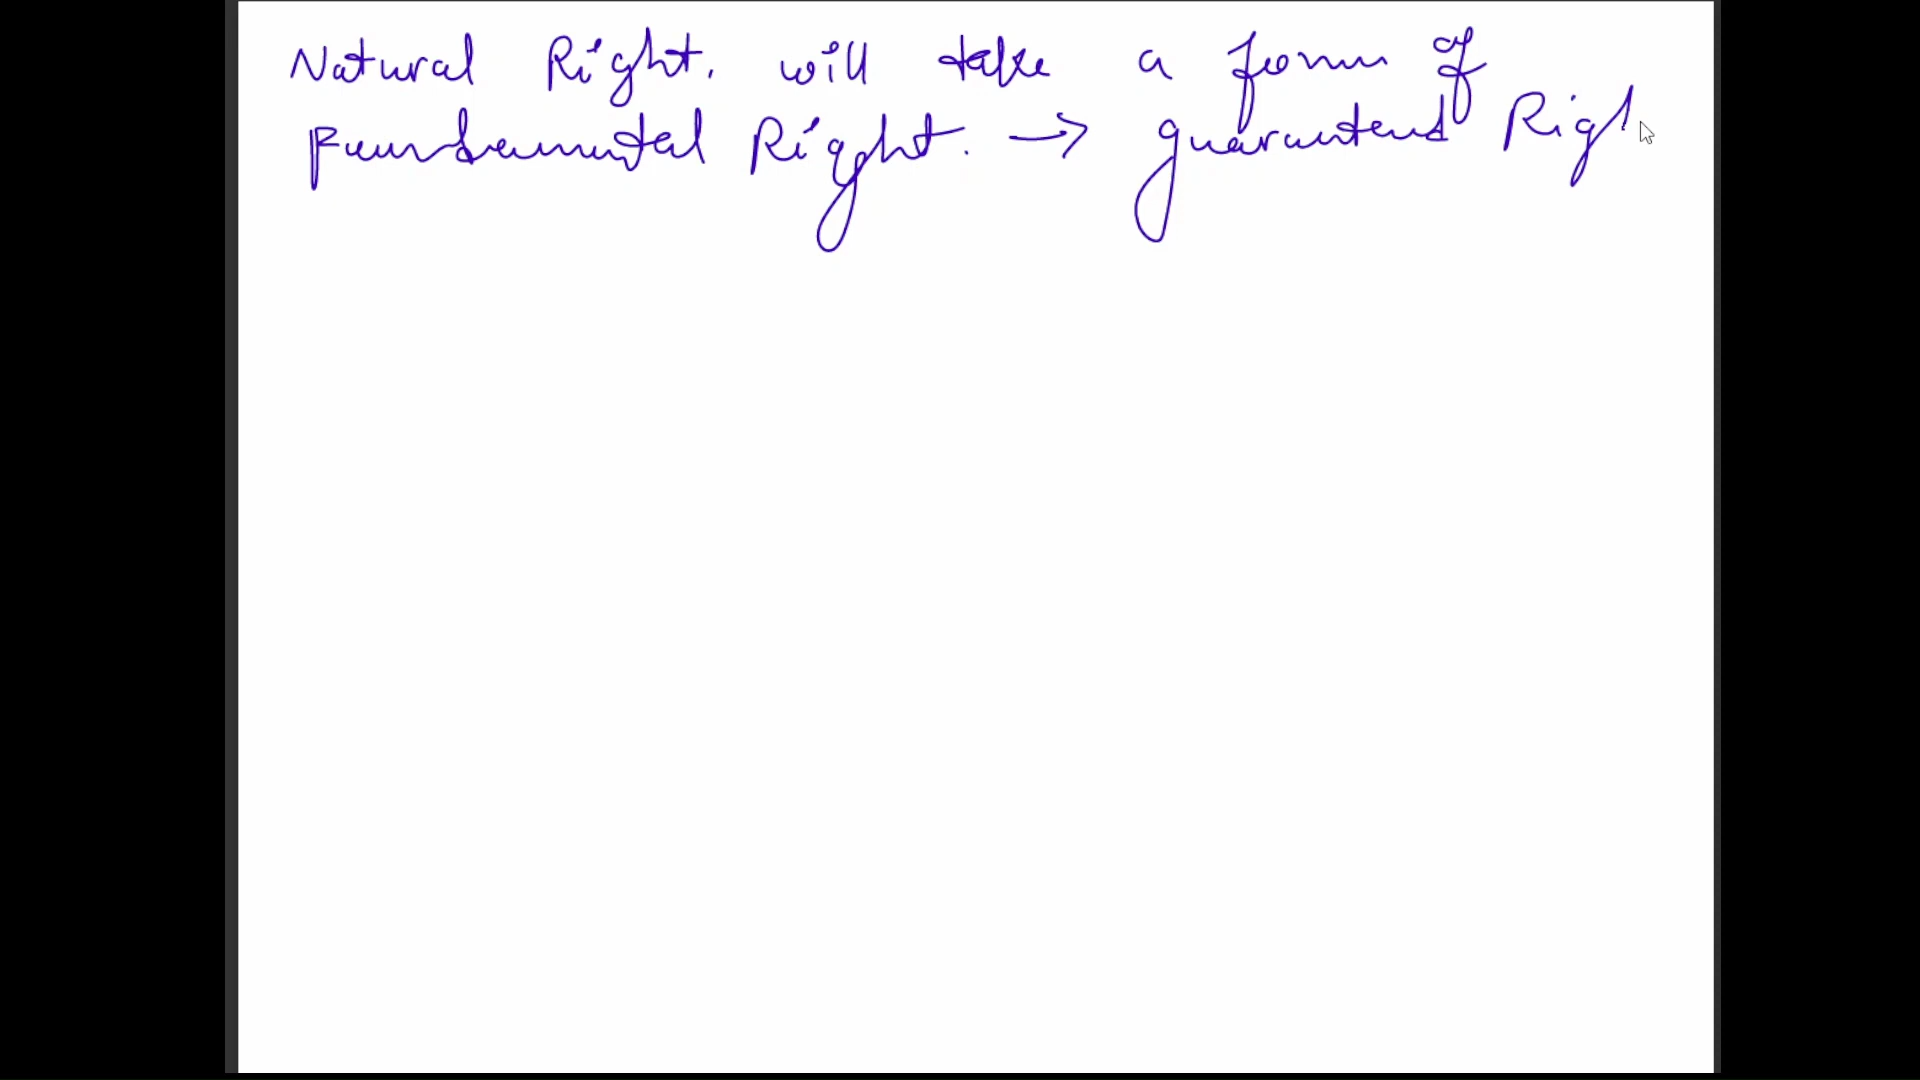 Natural Right. will take a form of
Fundamental Right. → guaranteed Righ